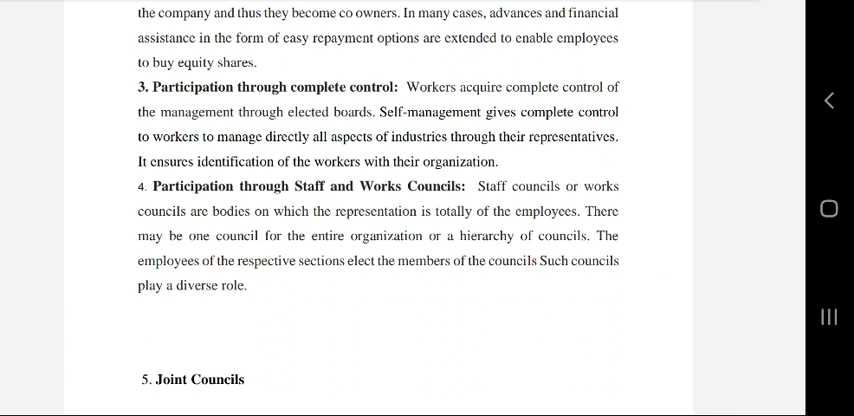 the company and thus they become co owners. In many cases, advances and financial
assistance in the form of easy repayment options are extended to enable employees
to buy equity shares.
3. Participation through complete control: Workers acquire complete control of
the management through elected boards. Self-management gives complete control
to workers to manage directly all aspects of industries through their representatives.
It ensures identification of the workers with their organization.
4. Participation through Staff and Works Councils: Staff councils or works
councils are bodies on which the representation is totally of the employees. There
may be one council for the entire organization or a hierarchy of councils. The
employees of the respective sections elect the members of the councils Such councils
play a diverse role.
5. Joint Councils